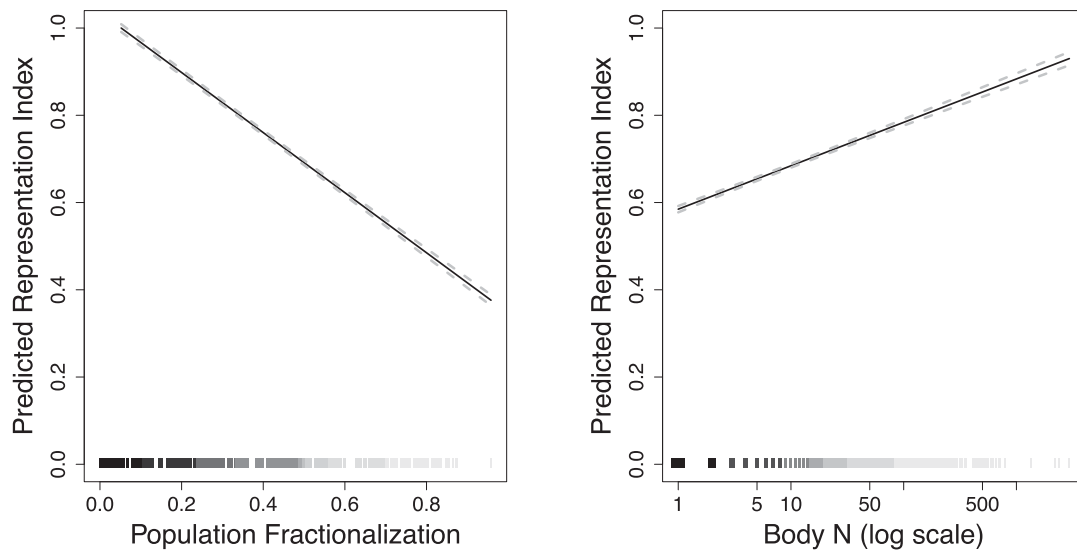 Predicted Representation Index
1.0
0.8
0.6
0.4
0.2
0.0
0.0 0.2 0.4 0.6 0.8
Population Fractionalization
Predicted Representation Index
1.0
0.8
0.6
0.4
0.2
0.0
1 5 10 50 500
Body N (log scale)